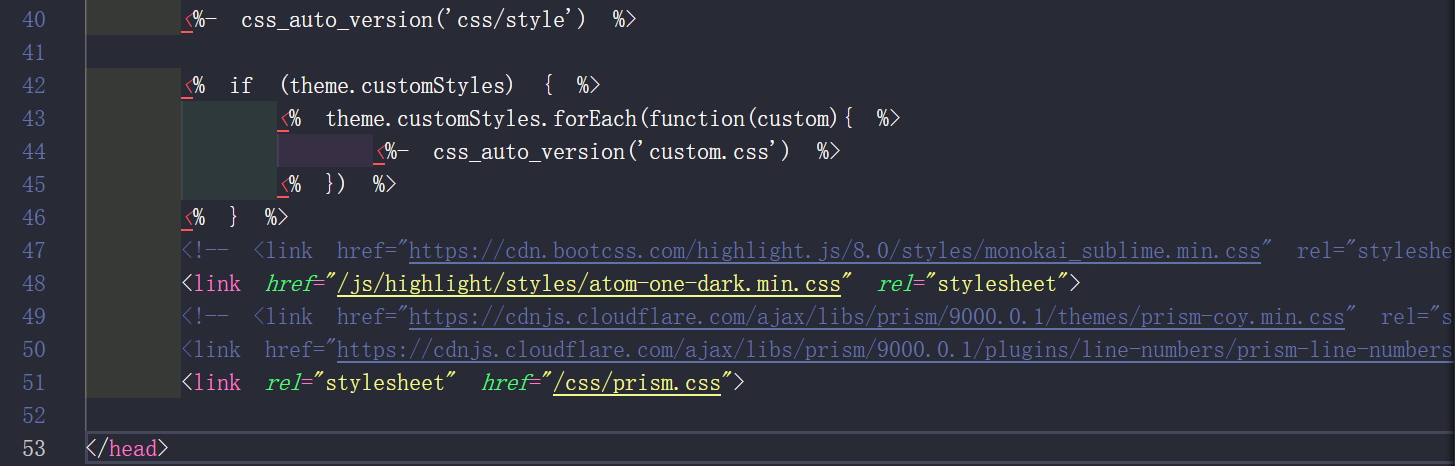 40 <%- css_auto_version('css/style') %>
41
42 <% if (theme.customStyles) { %>
43 <% theme.customStyles.forEach(function(custom){ %>
44 <%- css_auto_version('custom.css') %>
45 <% }) %>
46 <% } %>
47 <!-- <link href="https://cdn.bootcss.com/highlight.js/8.0/styles/monokai_sublime.min.css" rel="styleshe
48 <link href="/js/highlight/styles/atom-one-dark.min.css" rel="stylesheet">
49 <!-- <link href="https://cdnjs.cloudflare.com/ajax/libs/prism/9000.0.1/themes/prism-coy.min.css" rel="s
50 <link href="https://cdnjs.cloudflare.com/ajax/libs/prism/9000.0.1/plugins/line-numbers/prism-line-numbers
51 <link rel="stylesheet" href="/css/prism.css">
52
53 </head>